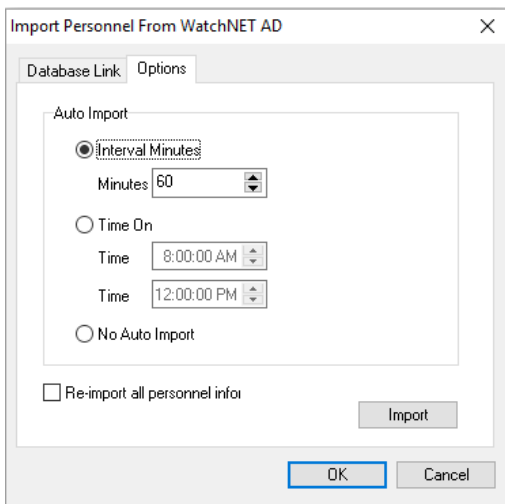 Import Personnel From WatchNET AD
Database Link Options
Auto Import
Interval Minutes
Minutes 60
Time On
Time 8:00:00 AM
Time 12:00:00 PM
No Auto Import
Re-import all personnel infor
Import
OK Cancel